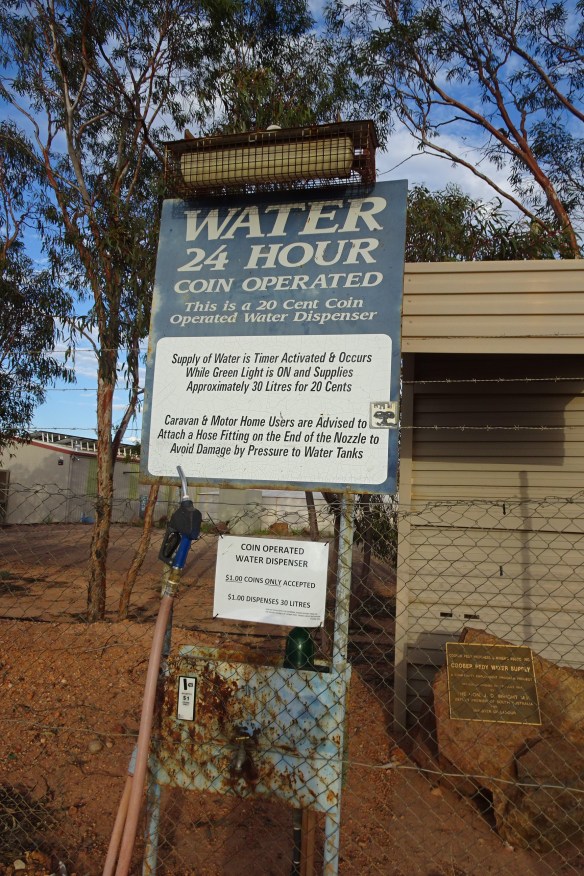 WATER
24 HOUR
COIN OPERATED
This is a 20 Cent Coin
Operated Water Dispenser
Supply of Water is Timer Activated & Occurs
While Green Light is ON and Supplies
Approximately 30 Litres for 20 Cents
Caravan & Motor Home Users are Advised to
Attach a Hose Fitting on the End of the Nozzle to
Avoid Damage by Pressure to Water Tanks
COIN OPERATED
WATER DISPENSER
$1.00 COINS ONLY ACCEPTED
$1.00 DISPENSES 30 LITRES
$1
COOBER PEDY WATER SUPPLY